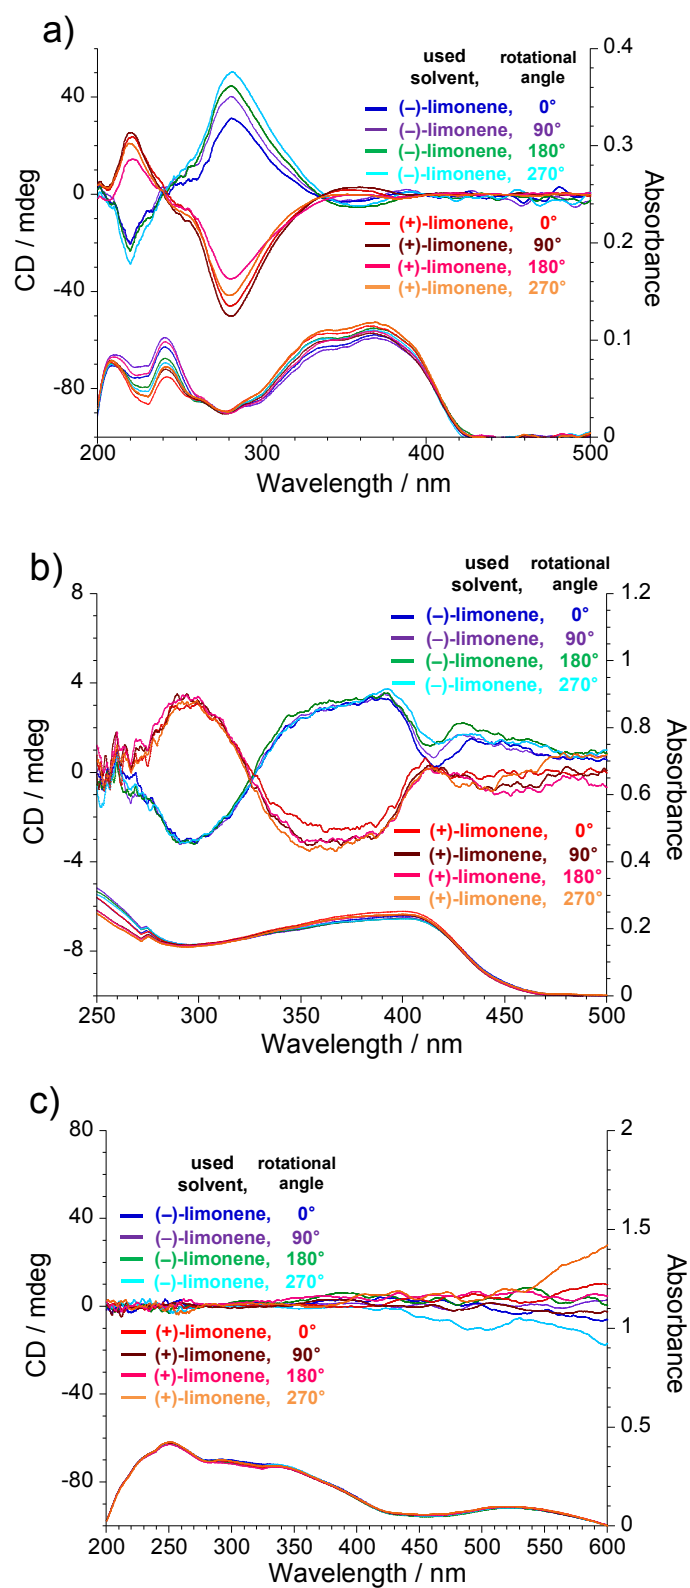 a)
used
solvent,
rotational
angle
(–)-limonene, 0°
(–)-limonene, 90°
(–)-limonene, 180°
(–)-limonene, 270°
(+)-limonene, 0°
(+)-limonene, 90°
(+)-limonene, 180°
(+)-limonene, 270°
40
0
-40
-80
CD / mdeg
0.4
0.3
0.2
0.1
0
Absorbance
200 300 400 500
Wavelength / nm
b)
used
solvent,
rotational
angle
(–)-limonene, 0°
(–)-limonene, 90°
(–)-limonene, 180°
(–)-limonene, 270°
(+)-limonene, 0°
(+)-limonene, 90°
(+)-limonene, 180°
(+)-limonene, 270°
8
4
0
-4
-8
CD / mdeg
1.2
1
0.8
0.6
0.4
0.2
0
Absorbance
250 300 350 400 450 500
Wavelength / nm
c)
used
solvent,
rotational
angle
(–)-limonene, 0°
(–)-limonene, 90°
(–)-limonene, 180°
(–)-limonene, 270°
(+)-limonene, 0°
(+)-limonene, 90°
(+)-limonene, 180°
(+)-limonene, 270°
80
40
0
-40
-80
CD / mdeg
2
1.5
1
0.5
0
Absorbance
200 250 300 350 400 450 500 550 600
Wavelength / nm